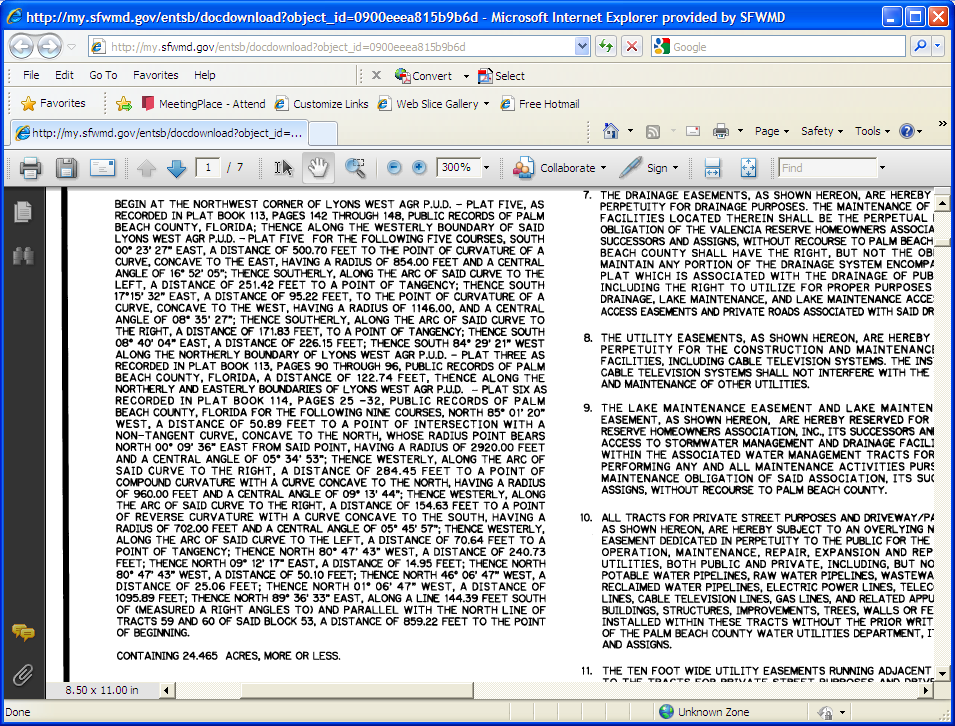 http://my.sfwmd.gov/entsb/docdownload?object_id=0900eeea815b9b6d - Microsoft Internet Explorer provided by SFWMD
http://my.sfwmd.gov/entsb/docdownload?object_id=0900eeea815b9b6d
Google
File Edit Go To Favorites Help
Convert Select
Favorites MeetingPlace - Attend Customize Links Web Slice Gallery Free Hotmail
http://my.sfwmd.gov/entsb/docdownload?object_id=...
Page Safety Tools
1 / 7 300% Collaborate Sign Find
BEGIN AT THE NORTHWEST CORNER OF LYONS WEST AGR P.U.D. - PLAT FIVE, AS
RECORDED IN PLAT BOOK 113, PAGES 142 THROUGH 148, PUBLIC RECORDS OF PALM
BEACH COUNTY, FLORIDA; THENCE ALONG THE WESTERLY BOUNDARY OF SAID
LYONS WEST AGR P.U.D. - PLAT FIVE FOR THE FOLLOWING FIVE COURSES, SOUTH
00° 23' 27" EAST, A DISTANCE OF 500.70 FEET TO THE POINT OF CURVATURE OF A
CURVE, CONCAVE TO THE EAST, HAVING A RADIUS OF 854.00 FEET AND A CENTRAL
ANGLE OF 16° 52' 05"; THENCE SOUTHERLY, ALONG THE ARC OF SAID CURVE TO THE
LEFT, A DISTANCE OF 251.42 FEET TO A POINT OF TANGENCY; THENCE SOUTH
17°15' 32" EAST, A DISTANCE OF 95.22 FEET, TO THE POINT OF CURVATURE OF A
CURVE, CONCAVE TO THE WEST, HAVING A RADIUS OF 1146.00, AND A CENTRAL
ANGLE OF 08° 35' 27"; THENCE SOUTHERLY, ALONG THE ARC OF SAID CURVE TO
THE RIGHT, A DISTANCE OF 171.83 FEET, TO A POINT OF TANGENCY; THENCE SOUTH
08° 40' 04" EAST, A DISTANCE OF 226.15 FEET; THENCE SOUTH 84° 29' 21" WEST
ALONG THE NORTHERLY BOUNDARY OF LYONS WEST AGR P.U.D. - PLAT THREE AS
RECORDED IN PLAT BOOK 113, PAGES 90 THROUGH 96, PUBLIC RECORDS OF PALM
BEACH COUNTY, FLORIDA, A DISTANCE OF 122.74 FEET, THENCE ALONG THE
NORTHERLY AND EASTERLY BOUNDARIES OF LYONS WEST AGR P.U.D. - PLAT SIX AS
RECORDED IN PLAT BOOK 114, PAGES 25 -32, PUBLIC RECORDS OF PALM
BEACH COUNTY, FLORIDA FOR THE FOLLOWING NINE COURSES, NORTH 85° 01' 20"
WEST, A DISTANCE OF 50.89 FEET TO A POINT OF INTERSECTION WITH A
NON-TANGENT CURVE, CONCAVE TO THE NORTH, WHOSE RADIUS POINT BEARS
NORTH 00° 09' 36" EAST FROM SAID POINT, HAVING A RADIUS OF 2920.00 FEET
AND A CENTRAL ANGLE OF 05° 34' 53"; THENCE WESTERLY, ALONG THE ARC OF
SAID CURVE TO THE RIGHT, A DISTANCE OF 284.45 FEET TO A POINT OF
COMPOUND CURVATURE WITH A CURVE CONCAVE TO THE NORTH, HAVING A RADIUS
OF 960.00 FEET AND A CENTRAL ANGLE OF 09° 13' 44"; THENCE WESTERLY, ALONG
THE ARC OF SAID CURVE TO THE RIGHT, A DISTANCE OF 154.63 FEET TO A POINT
OF REVERSE CURVATURE WITH A CURVE CONCAVE TO THE SOUTH, HAVING A
RADIUS OF 702.00 FEET AND A CENTRAL ANGLE OF 05° 45' 57"; THENCE WESTERLY,
ALONG THE ARC OF SAID CURVE TO THE LEFT, A DISTANCE OF 70.64 FEET TO A
POINT OF TANGENCY; THENCE NORTH 80° 47' 43" WEST, A DISTANCE OF 240.73
FEET; THENCE NORTH 09° 12' 17" EAST, A DISTANCE OF 14.95 FEET; THENCE NORTH
80° 47' 43" WEST, A DISTANCE OF 50.10 FEET; THENCE NORTH 46° 06' 47" WEST, A
DISTANCE OF 25.06 FEET; THENCE NORTH 01° 06' 47" WEST, A DISTANCE OF
1095.89 FEET; THENCE NORTH 89° 36' 33" EAST, ALONG A LINE 144.39 FEET SOUTH
OF (MEASURED A RIGHT ANGLES TO) AND PARALLEL WITH THE NORTH LINE OF
TRACTS 59 AND 60 OF SAID BLOCK 53, A DISTANCE OF 859.22 FEET TO THE POINT
OF BEGINNING.
CONTAINING 24.465 ACRES, MORE OR LESS.
7. THE DRAINAGE EASEMENTS, AS SHOWN HEREON, ARE HEREBY
PERPETUITY FOR DRAINAGE PURPOSES. THE MAINTENANCE OF
FACILITIES LOCATED THEREIN SHALL BE THE PERPETUAL
OBLIGATION OF THE VALENCIA RESERVE HOMEOWNERS ASSOCIA
SUCCESSORS AND ASSIGNS, WITHOUT RECOURSE TO PALM BEACH
BEACH COUNTY SHALL HAVE THE RIGHT, BUT NOT THE OB
MAINTAIN ANY PORTION OF THE DRAINAGE SYSTEM ENCOMPA
PLAT WHICH IS ASSOCIATED WITH THE DRAINAGE OF PUB
INCLUDING THE RIGHT TO UTILIZE FOR PROPER PURPOSES
DRAINAGE, LAKE MAINTENANCE, AND LAKE MAINTENANCE ACCE
ACCESS EASEMENTS AND PRIVATE ROADS ASSOCIATED WITH SAID DR
8. THE UTILITY EASEMENTS, AS SHOWN HEREON, ARE HEREBY
PERPETUITY FOR THE CONSTRUCTION AND MAINTENANC
FACILITIES, INCLUDING CABLE TELEVISION SYSTEMS. THE INS
CABLE TELEVISION SYSTEMS SHALL NOT INTERFERE WITH THE
AND MAINTENANCE OF OTHER UTILITIES.
9. THE LAKE MAINTENANCE EASEMENT AND LAKE MAINTEN
EASEMENT, AS SHOWN HEREON, ARE HEREBY RESERVED FOR
RESERVE HOMEOWNERS ASSOCIATION, INC., ITS SUCCESSORS AN
ACCESS TO STORMWATER MANAGEMENT AND DRAINAGE FACILI
WITHIN THE ASSOCIATED WATER MANAGEMENT TRACTS FOR
PERFORMING ANY AND ALL MAINTENANCE ACTIVITIES PURS
MAINTENANCE OBLIGATION OF SAID ASSOCIATION, ITS SUC
ASSIGNS, WITHOUT RECOURSE TO PALM BEACH COUNTY.
10. ALL TRACTS FOR PRIVATE STREET PURPOSES AND DRIVEWAY/PA
AS SHOWN HEREON, ARE HEREBY SUBJECT TO AN OVERLYING N
EASEMENT DEDICATED IN PERPETUITY TO THE PUBLIC FOR THE
OPERATION, MAINTENANCE, REPAIR, EXPANSION AND REP
UTILITIES, BOTH PUBLIC AND PRIVATE, INCLUDING, BUT NO
POTABLE WATER PIPELINES, RAW WATER PIPELINES, WASTEWA
RECLAIMED WATER PIPELINES, ELECTRIC POWER LINES, TELEC
LINES, CABLE TELEVISION LINES, GAS LINES, AND RELATED APPU
BUILDINGS, STRUCTURES, IMPROVEMENTS, TREES, WALLS OR FE
INSTALLED WITHIN THESE TRACTS WITHOUT THE PRIOR WRIT
OF THE PALM BEACH COUNTY WATER UTILITIES DEPARTMENT, IT
AND ASSIGNS.
11. THE TEN FOOT WIDE UTILITY EASEMENTS RUNNING ADJACENT
TO THE TRACTS FOR PRIVATE STREET PURPOSES AND DRIVE
8.50 x 11.00 in
Done Unknown Zone